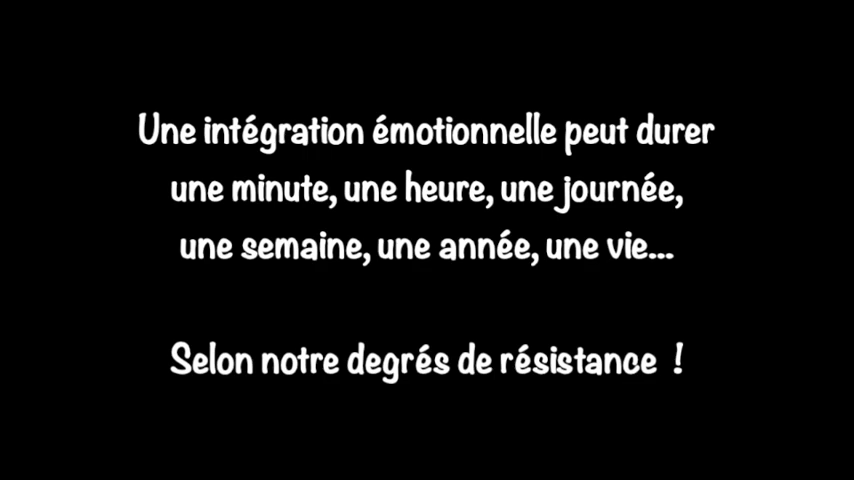 Une intégration émotionnelle peut durer
une minute, une heure, une journée,
une semaine, une année, une vie...
Selon notre degrés de résistance !